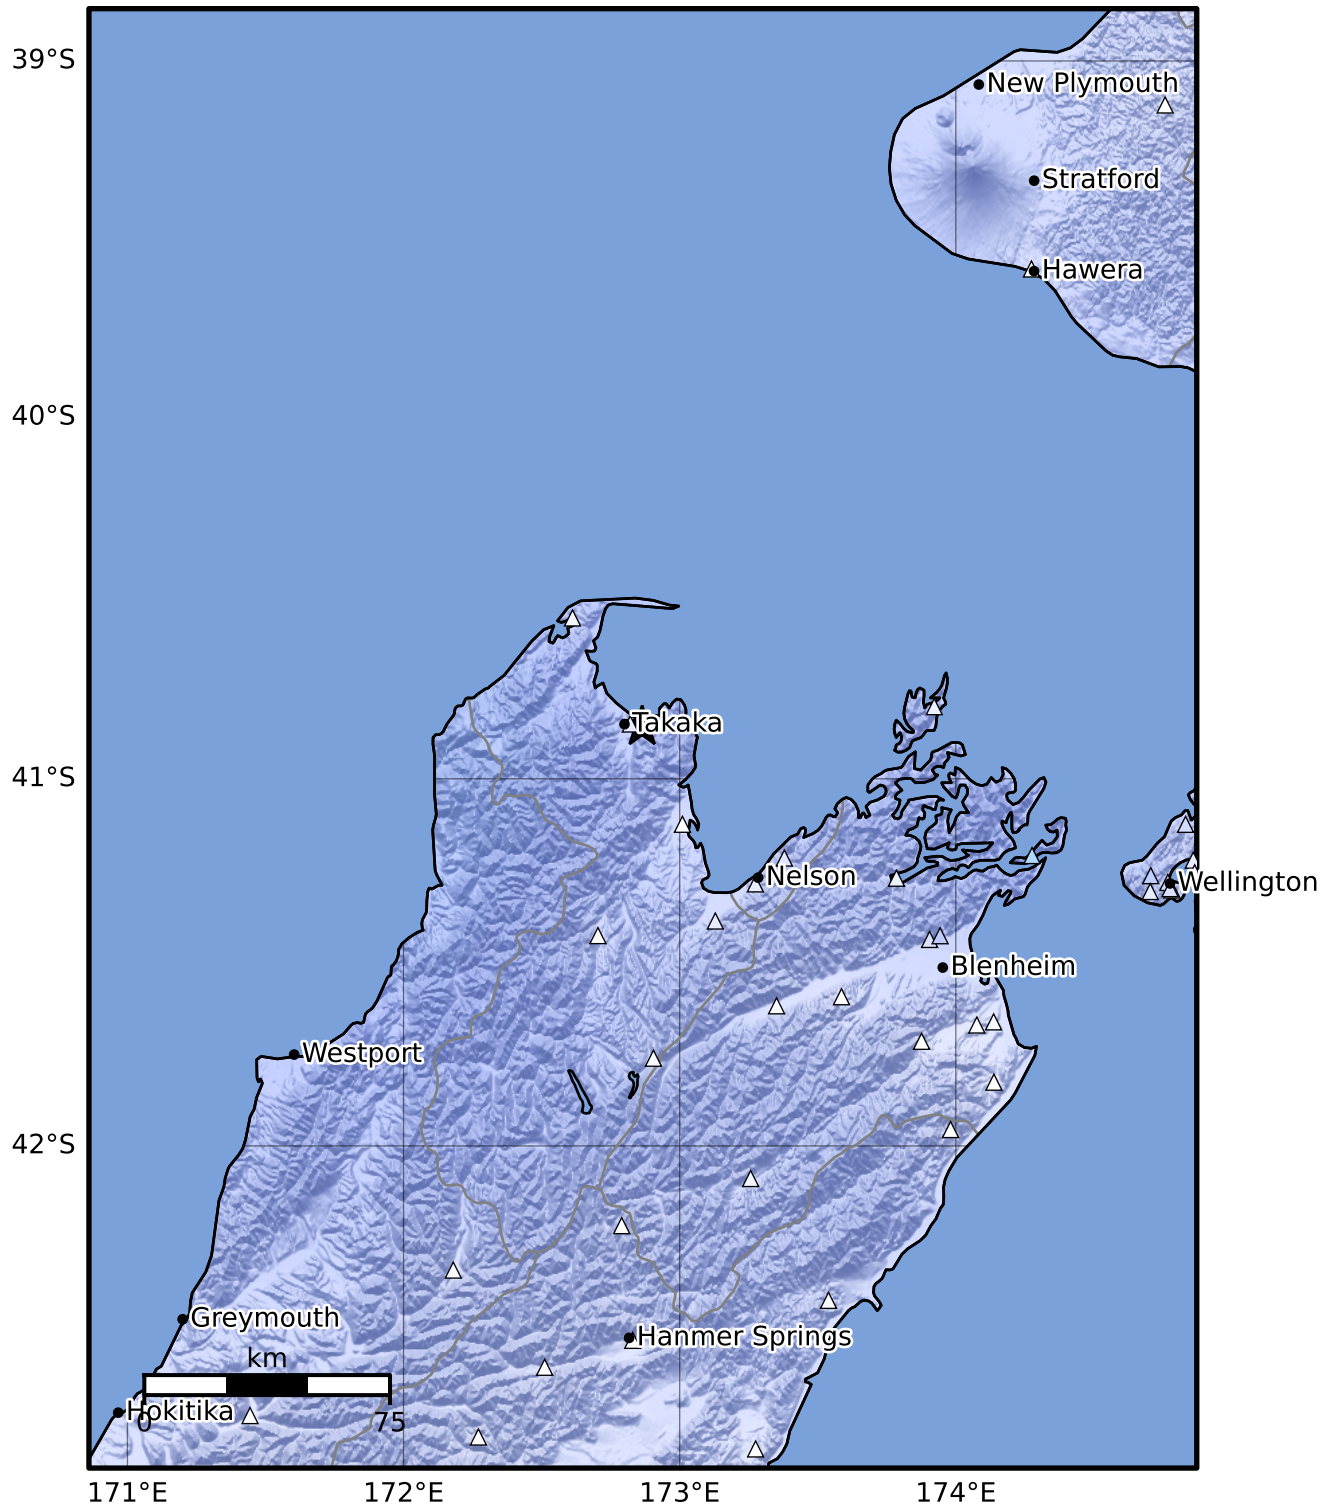 39°S
New Plymouth
Stratford
Hawera
40°S
Takaka
41°S
Nelson
Wellington
Blenheim
Westport
42°S
Greymouth
Hanmer Springs
km
Hokitika
0
75
171°E
172°E
173°E
174°E